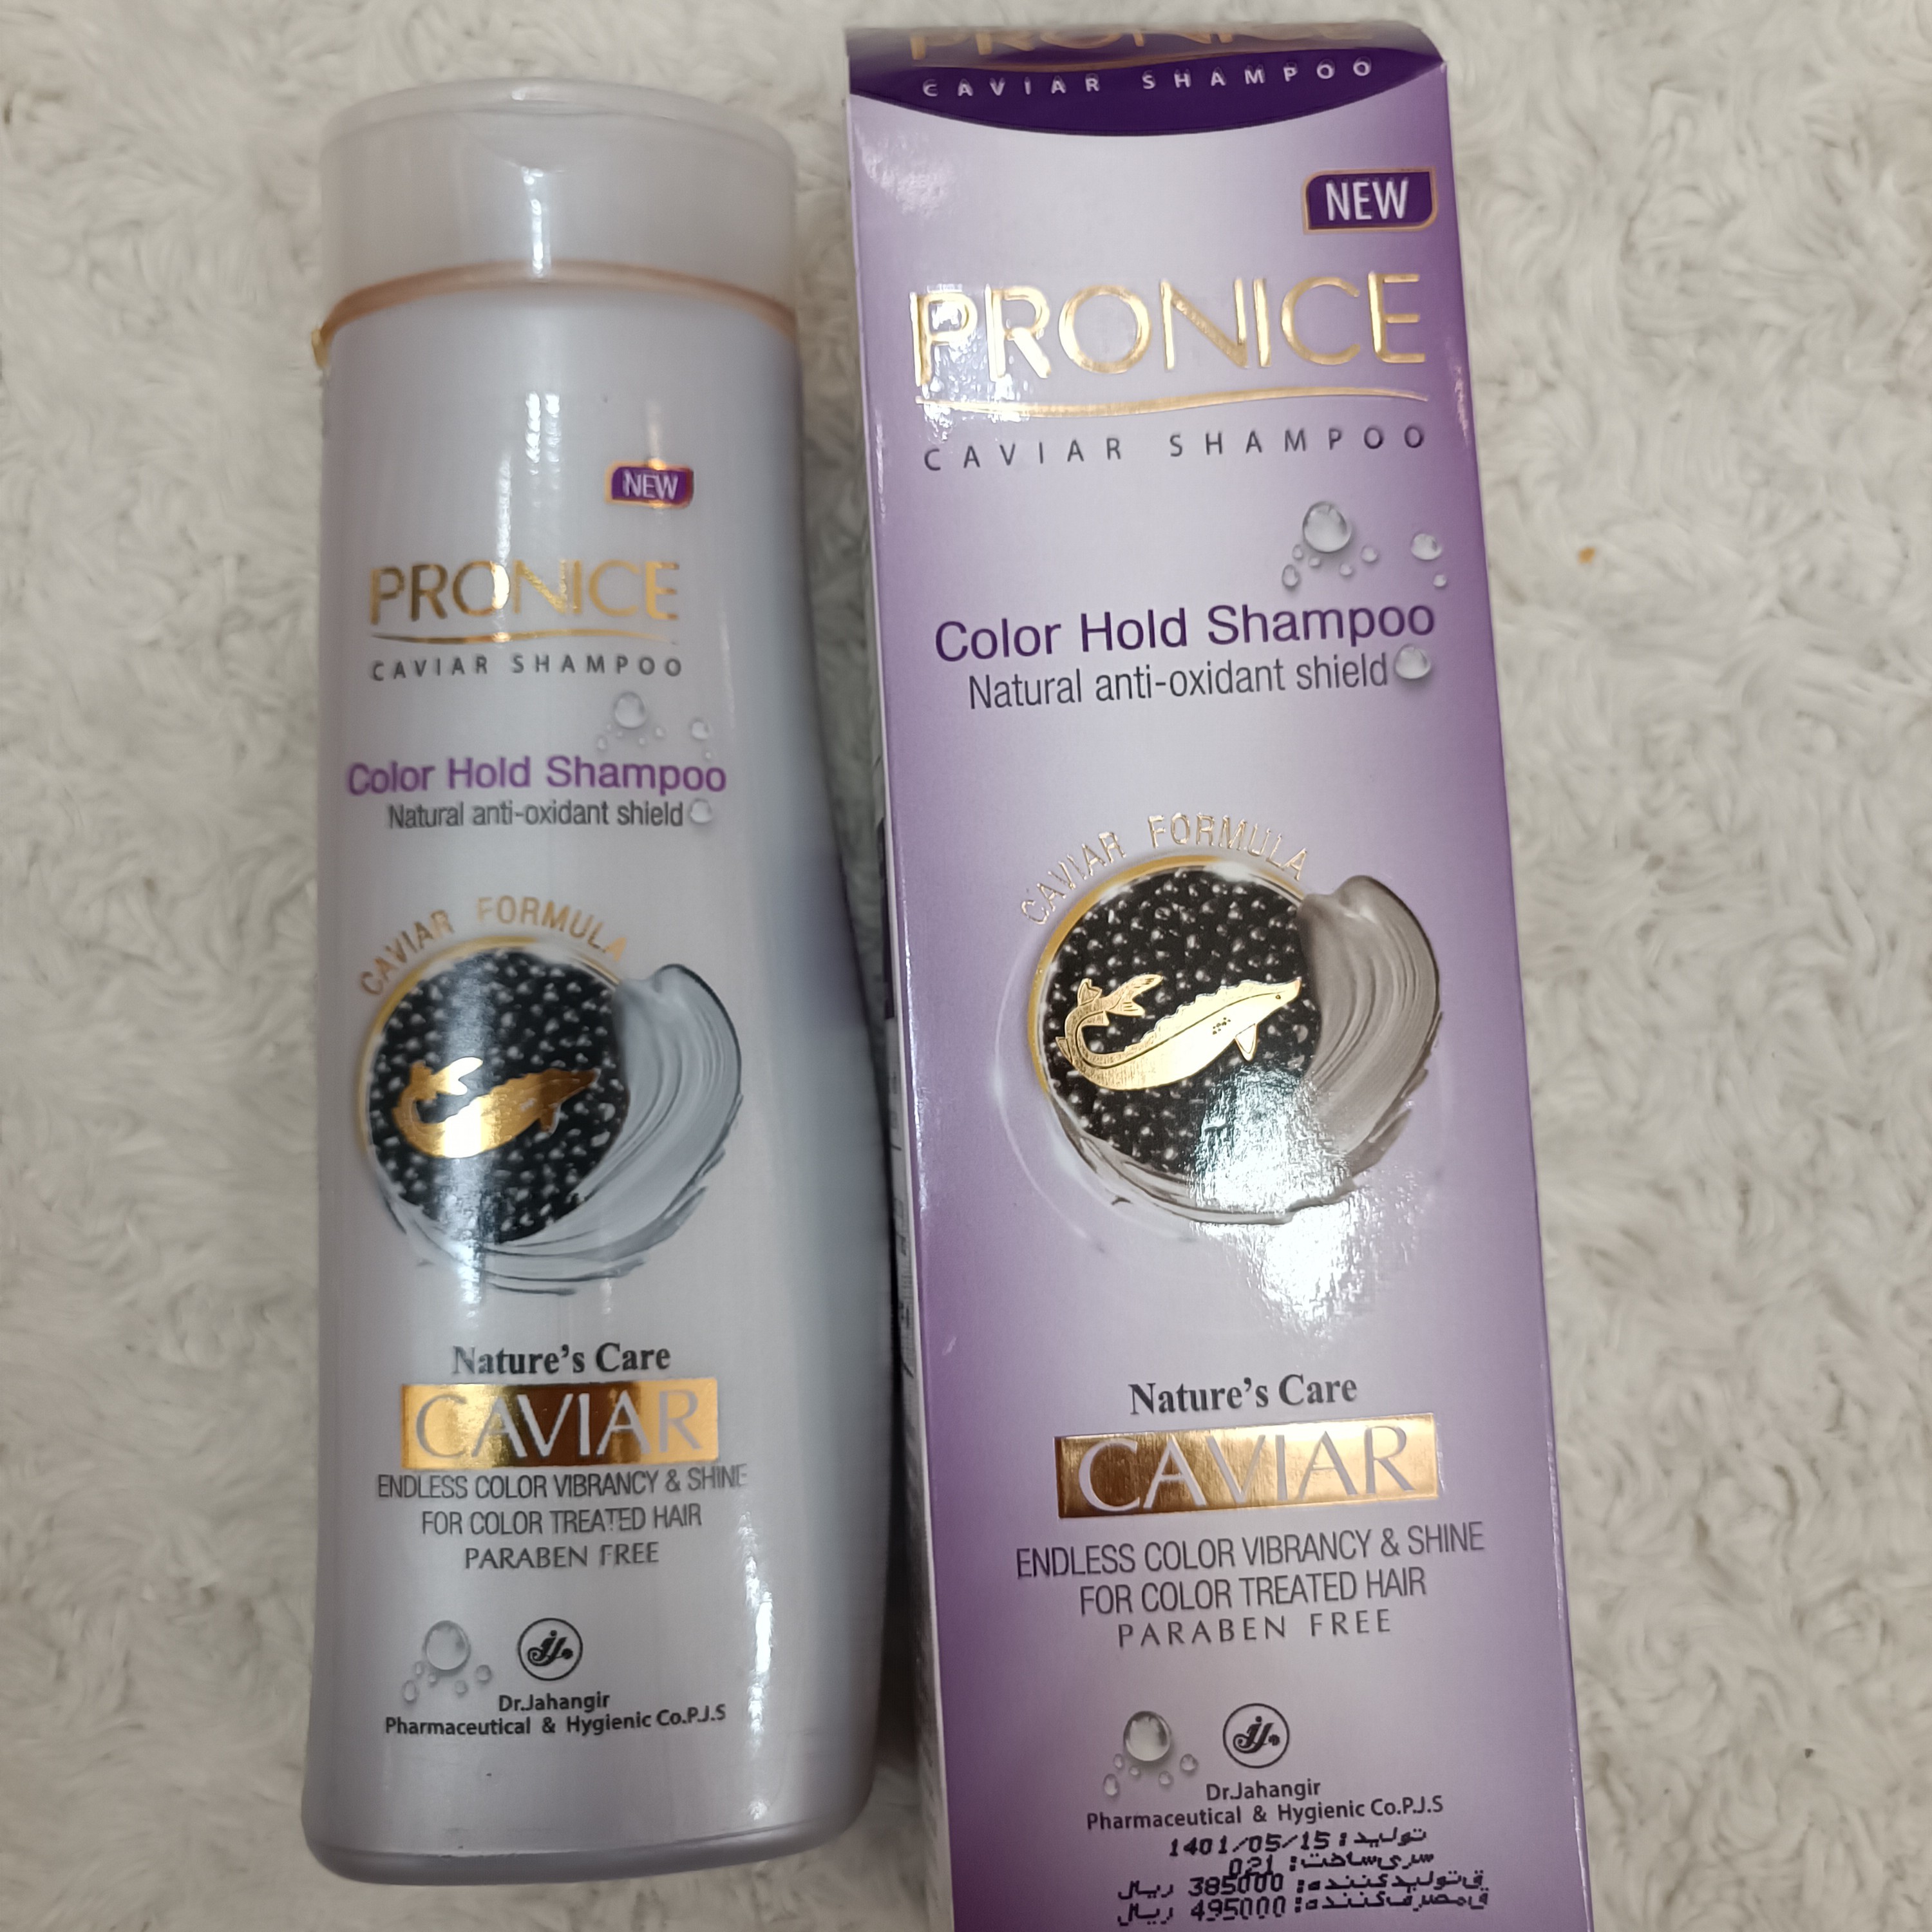 NEW
PRONICE
CAVIAR SHAMPOO
Color Hold Shampoo
Natural anti-oxidant shield
CAVIAR FORMULA
Nature's Care
CAVIAR
ENDLESS COLOR VIBRANCY & SHINE
FOR COLOR TREATED HAIR
PARABEN FREE
Dr.Jahangir
Pharmaceutical & Hygienic Co.P.J.S
PRONICE
CAVIAR SHAMPOO
NEW
PRONICE
CAVIAR SHAMPOO
Color Hold Shampoo
Natural anti-oxidant shield
CAVIAR FORMULA
Nature's Care
CAVIAR
ENDLESS COLOR VIBRANCY & SHINE
FOR COLOR TREATED HAIR
PARABEN FREE
Dr.Jahangir
Pharmaceutical & Hygienic Co.P.J.S
تولید: 1401/05/15
سری ساخت: 021
ق تولیدکننده: 385000 ریال
ق مصرف‌کننده: 495000 ریال